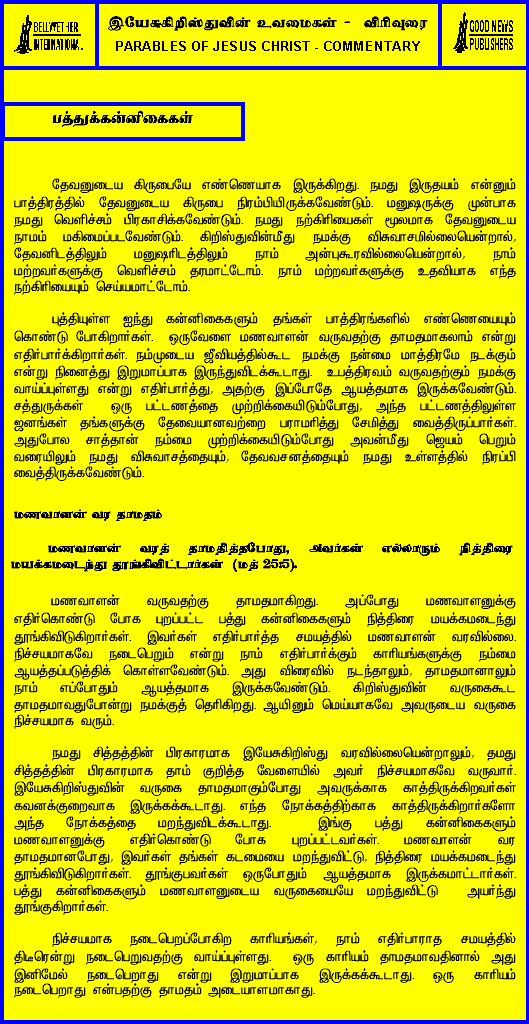 BELLWETHER
INTERNATIONAL
இயேசுகிறிஸ்துவின் உவமைகள் - விரிவுரை
PARABLES OF JESUS CHRIST - COMMENTARY
GOOD NEWS
PUBLISHERS
பத்துக்கன்னிகைகள்
தேவனுடைய கிருபையே எண்ணெயாக இருக்கிறது. நமது இருதயம் என்னும்
பாத்திரத்தில் தேவனுடைய கிருபை நிரம்பியிருக்கவேண்டும். மனுஷருக்கு முன்பாக
நமது வெளிச்சம் பிரகாசிக்கவேண்டும். நமது நற்கிரியைகள் மூலமாக தேவனுடைய
நாமம் மகிமைப்படவேண்டும். கிறிஸ்துவின்மீது நமக்கு விசுவாசமில்லையென்றால்,
தேவனிடத்திலும் மனுஷரிடத்திலும் நாம் அன்புகூரவில்லையென்றால், நாம்
மற்றவர்களுக்கு வெளிச்சம் தரமாட்டோம். நாம் மற்றவர்களுக்கு உதவியாக எந்த
நற்கிரியையும் செய்யமாட்டோம்.
புத்தியுள்ள ஐந்து கன்னிகைகளும் தங்கள் பாத்திரங்களில் எண்ணெயையும்
கொண்டு போகிறார்கள். ஒருவேளை மணவாளன் வருவதற்கு தாமதமாகலாம் என்று
எதிர்பார்க்கிறார்கள். நம்முடைய ஜீவியத்தில்கூட நமக்கு நன்மை மாத்திரமே நடக்கும்
என்று நினைத்து இறுமாப்பாக இருந்துவிடக்கூடாது. உபத்திரவம் வருவதற்கும் நமக்கு
வாய்ப்புள்ளது என்று எதிர்பார்த்து, அதற்கு இப்போதே ஆயத்தமாக இருக்கவேண்டும்.
சத்துருக்கள் ஒரு பட்டணத்தை முற்றிக்கையிடும்போது, அந்த பட்டணத்திலுள்ள
ஜனங்கள் தங்களுக்கு தேவையானவற்றை பராமரித்து சேமித்து வைத்திருப்பார்கள்.
அதுபோல சாத்தான் நம்மை முற்றிக்கையிடும்போது அவன்மீது ஜெயம் பெறும்
வரையிலும் நமது விசுவாசத்தையும், தேவவசனத்தையும் நமது உள்ளத்தில் நிரப்பி
வைத்திருக்கவேண்டும்.
மணவாளன் வர தாமதம்
மணவாளன் வரத் தாமதித்தபோது, அவர்கள் எல்லாரும் நித்திரை
மயக்கமடைந்து தூங்கிவிட்டார்கள் (மத் 25:5).
மணவாளன் வருவதற்கு தாமதமாகிறது. அப்போது மணவாளனுக்கு
எதிர்கொண்டு போக புறப்பட்ட பத்து கன்னிகைகளும் நித்திரை மயக்கமடைந்து
தூங்கிவிடுகிறார்கள். இவர்கள் எதிர்பார்த்த சமயத்தில் மணவாளன் வரவில்லை.
நிச்சயமாகவே நடைபெறும் என்று நாம் எதிர்பார்க்கும் காரியங்களுக்கு நம்மை
ஆயத்தப்படுத்திக் கொள்ளவேண்டும். அது விரைவில் நடந்தாலும், தாமதமானாலும்
நாம் எப்போதும் ஆயத்தமாக இருக்கவேண்டும். கிறிஸ்துவின் வருகைகூட
தாமதமாவதுபோன்று நமக்குத் தெரிகிறது. ஆயினும் மெய்யாகவே அவருடைய வருகை
நிச்சயமாக வரும்.
நமது சித்தத்தின் பிரகாரமாக இயேசுகிறிஸ்து வரவில்லையென்றாலும், தமது
சித்தத்தின் பிரகாரமாக தாம் குறித்த வேளையில் அவர் நிச்சயமாகவே வருவார்.
இயேசுகிறிஸ்துவின் வருகை தாமதமாகும்போது அவருக்காக காத்திருக்கிறவர்கள்
கவனக்குறைவாக இருக்கக்கூடாது. எந்த நோக்கத்திற்காக காத்திருக்கிறார்களோ
அந்த நோக்கத்தை மறந்துவிடக்கூடாது. இங்கு பத்து கன்னிகைகளும்
மணவாளனுக்கு எதிர்கொண்டு போக புறப்பட்டவர்கள். மணவாளன் வர
தாமதமானபோது, இவர்கள் தங்கள் கடமையை மறந்துவிட்டு, நித்திரை மயக்கமடைந்து
தூங்கிவிடுகிறார்கள். தூங்குபவர்கள் ஒருபோதும் ஆயத்தமாக இருக்கமாட்டார்கள்.
பத்து கன்னிகைகளும் மணவாளனுடைய வருகையையே மறந்துவிட்டு அயர்ந்து
தூங்குகிறார்கள்.
நிச்சயமாக நடைபெறப்போகிற காரியங்கள், நாம் எதிர்பாராத சமயத்தில்
திடீரென்று நடைபெறுவதற்கு வாய்ப்புள்ளது. ஒரு காரியம் தாமதமாவதினால் அது
இனிமேல் நடைபெறாது என்று இறுமாப்பாக இருக்கக்கூடாது. ஒரு காரியம்
நடைபெறாது என்பதற்கு தாமதம் அடையாளமாகாது.